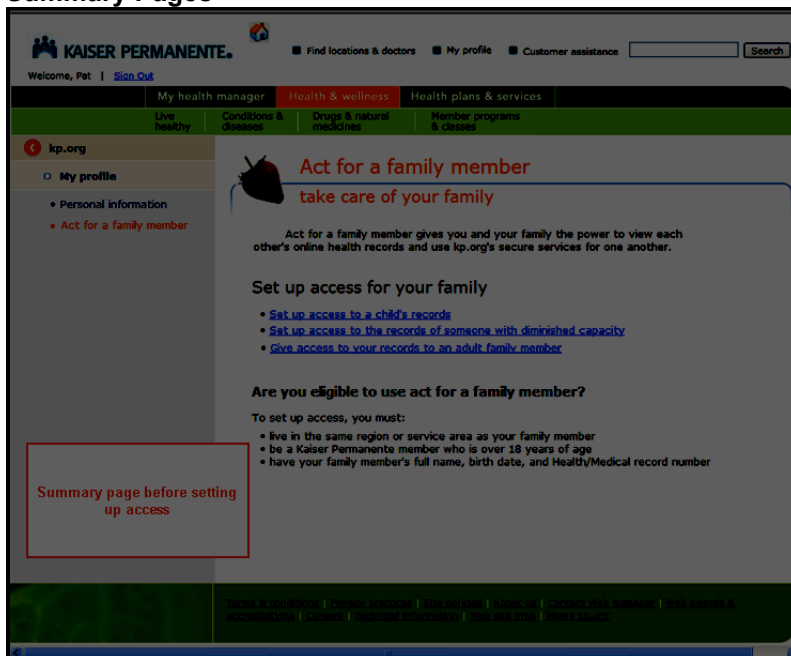 Summary Pages
KAISER PERMANENTE®
Find locations & doctors My profile Customer assistance Search
Welcome, Pat | Sign Out
My health manager Health & wellness Health plans & services
Live healthy Conditions & diseases Drugs & natural medicines Member programs & classes
kp.org
My profile
• Personal information
• Act for a family member
Act for a family member
take care of your family
Act for a family member gives you and your family the power to view each
other's online health records and use kp.org's secure services for one another.
Set up access for your family
• Set up access to a child's records
• Set up access to the records of someone with diminished capacity
• Give access to your records to an adult family member
Are you eligible to use act for a family member?
To set up access, you must:
• live in the same region or service area as your family member
• be a Kaiser Permanente member who is over 18 years of age
• have your family member's full name, birth date, and Health/Medical record number
Summary page before setting
up access
Terms & conditions | Privacy practices | Site policies | About us | Contact Web manager | Web awards &
accreditations | Careers | Technical information | Web site map | Home kp.org